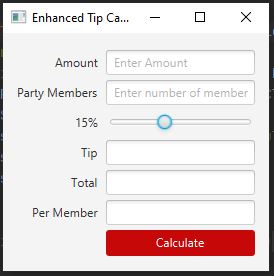 Enhanced Tip Ca...
Amount Enter Amount
Party Members Enter number of member
15%
Tip
Total
Per Member
Calculate